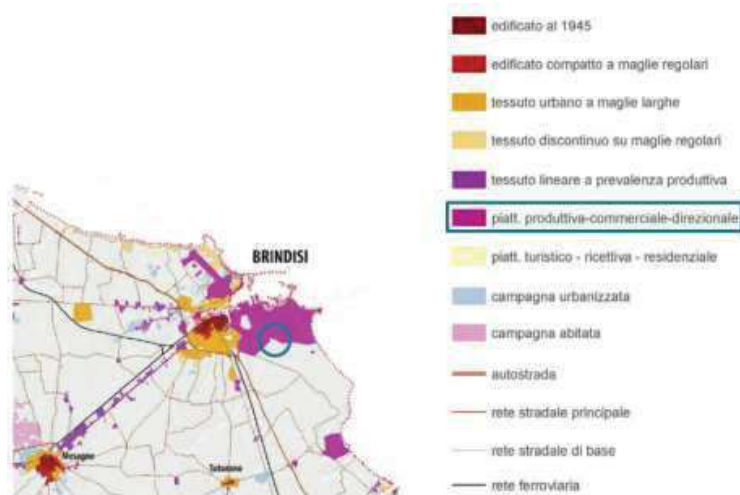 edificato al 1945
edificato compatto a maglie regolari
tessuto urbano a maglie larghe
tessuto discontinuo su maglie regolari
tessuto lineare a prevalenza produttiva
piatt. produttiva-commerciale-direzionale
piatt. turistico - ricettiva - residenziale
campagna urbanizzata
campagna abitata
autostrada
rete stradale principale
rete stradale di base
rete ferroviaria
BRINDISI
Mesagne
Tuturano